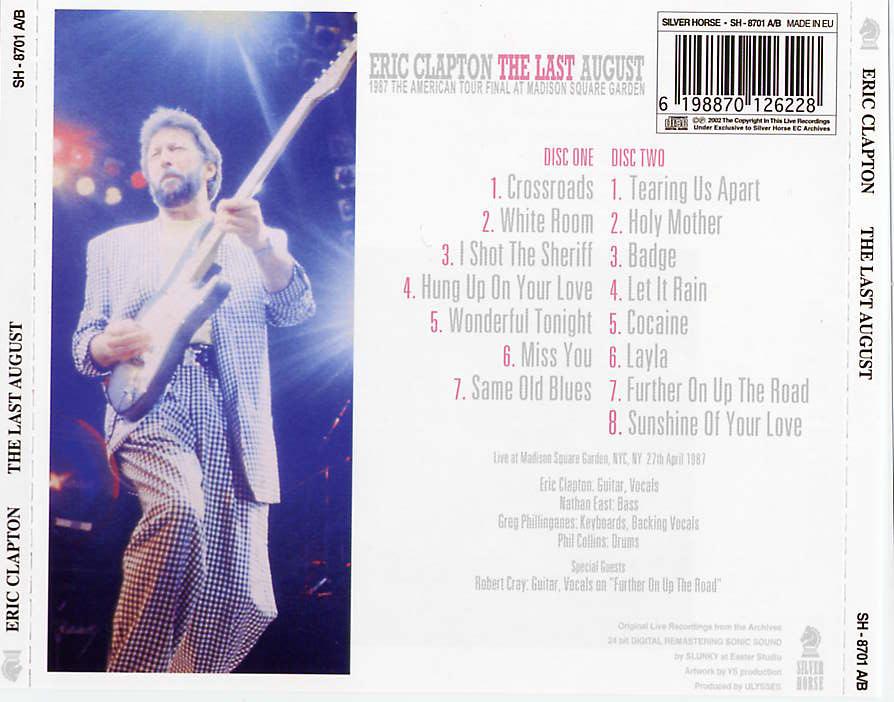 SH - 8701 A/B
ERIC CLAPTON THE LAST AUGUST
ERIC CLAPTON THE LAST AUGUST
1987 THE AMERICAN TOUR FINAL AT MADISON SQUARE GARDEN
SILVER HORSE • SH - 8701 A/B MADE IN EU
6 198870 126228
2002 The Copyright In This Live Recordings
Under Exclusive to Silver Horse EC Archives
DISC ONE
1. Crossroads
2. White Room
3. I Shot The Sheriff
4. Hung Up On Your Love
5. Wonderful Tonight
6. Miss You
7. Same Old Blues
DISC TWO
1. Tearing Us Apart
2. Holy Mother
3. Badge
4. Let It Rain
5. Cocaine
6. Layla
7. Further On Up The Road
8. Sunshine Of Your Love
Live at Madison Square Garden, NYC, NY 27th April 1987
Eric Clapton: Guitar, Vocals
Nathan East: Bass
Greg Phillinganes: Keyboards, Backing Vocals
Phil Collins: Drums
Special Guests
Robert Cray: Guitar, Vocals on "Further On Up The Road"
Original Live Recordings from the Archives
24 bit DIGITAL REMASTERING SONIC SOUND
by SLUNKY at Easter Studio
Artwork by YS production
Produced by ULYSSES
SILVER
HORSE
ERIC CLAPTON THE LAST AUGUST
SH - 8701 A/B